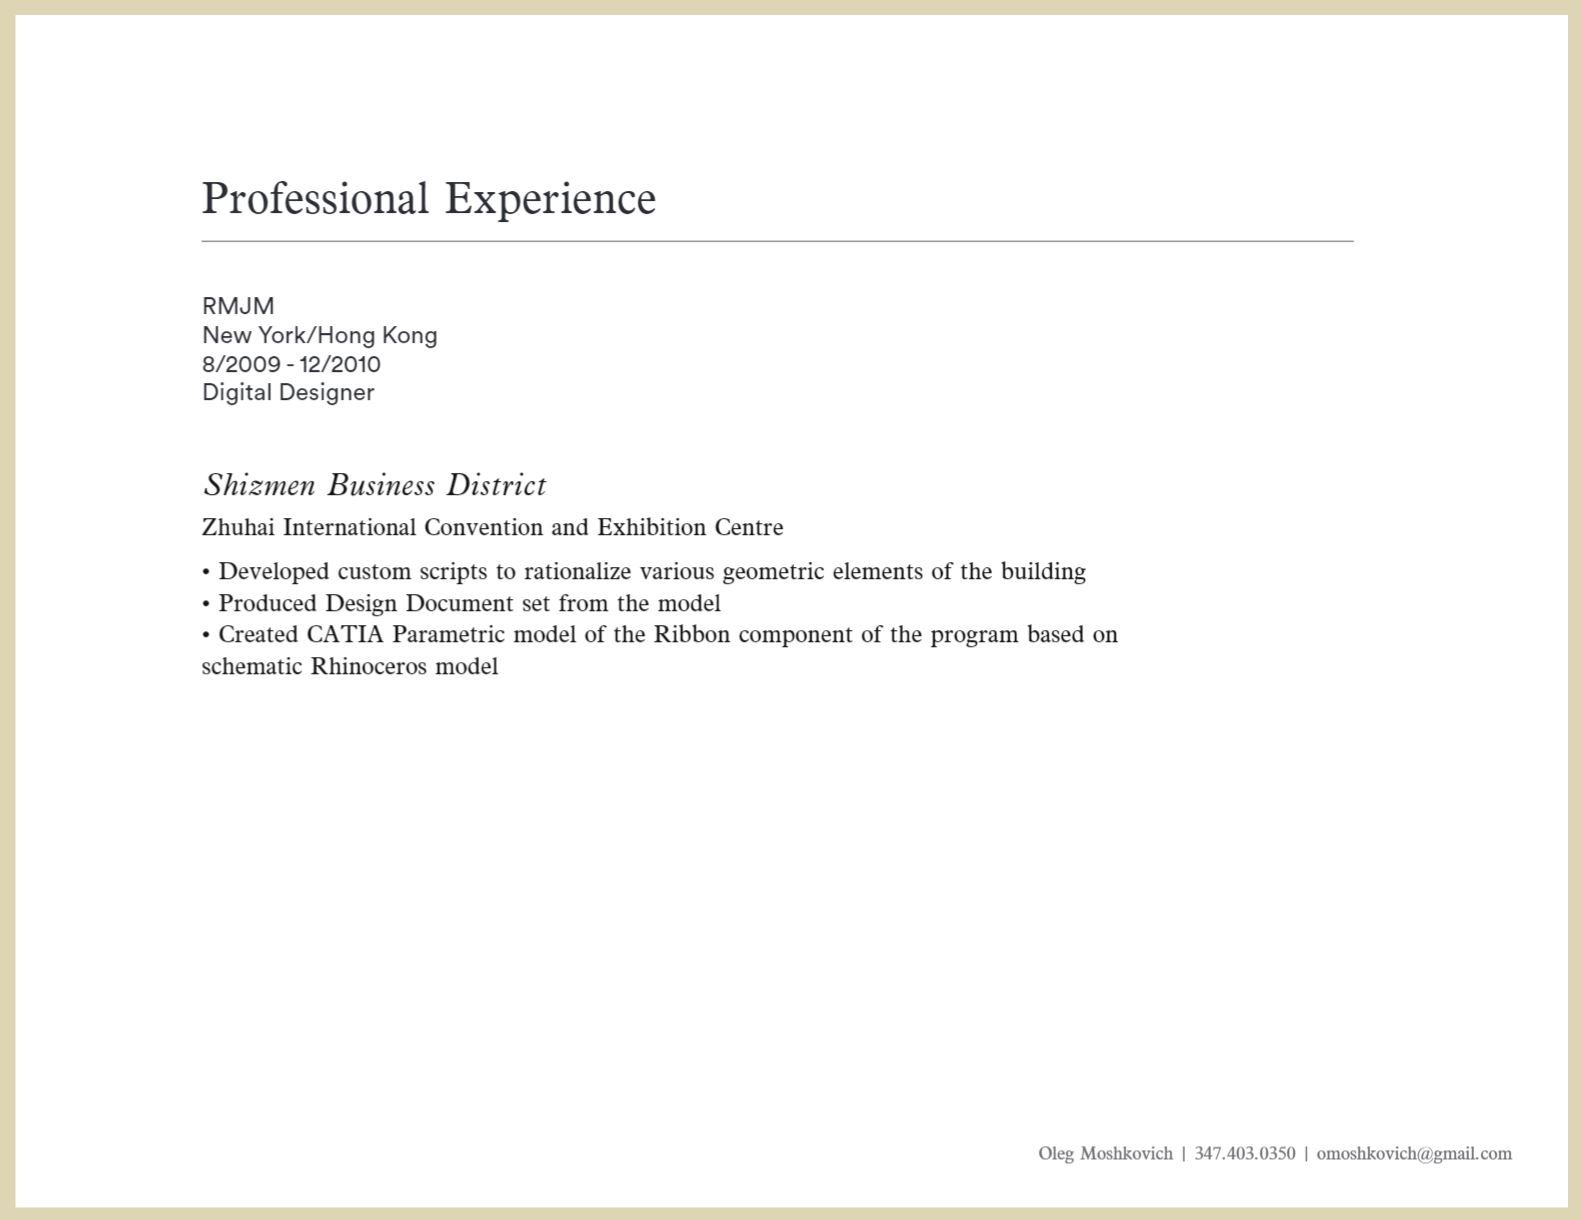 Professional Experience
RMJM
New York/Hong Kong
8/2009 - 12/2010
Digital Designer
Shizmen Business District
Zhuhai International Convention and Exhibition Centre
• Developed custom scripts to rationalize various geometric elements of the building
• Produced Design Document set from the model
• Created CATIA Parametric model of the Ribbon component of the program based on
schematic Rhinoceros model
Oleg Moshkovich | 347.403.0350 | omoshkovich@gmail.com